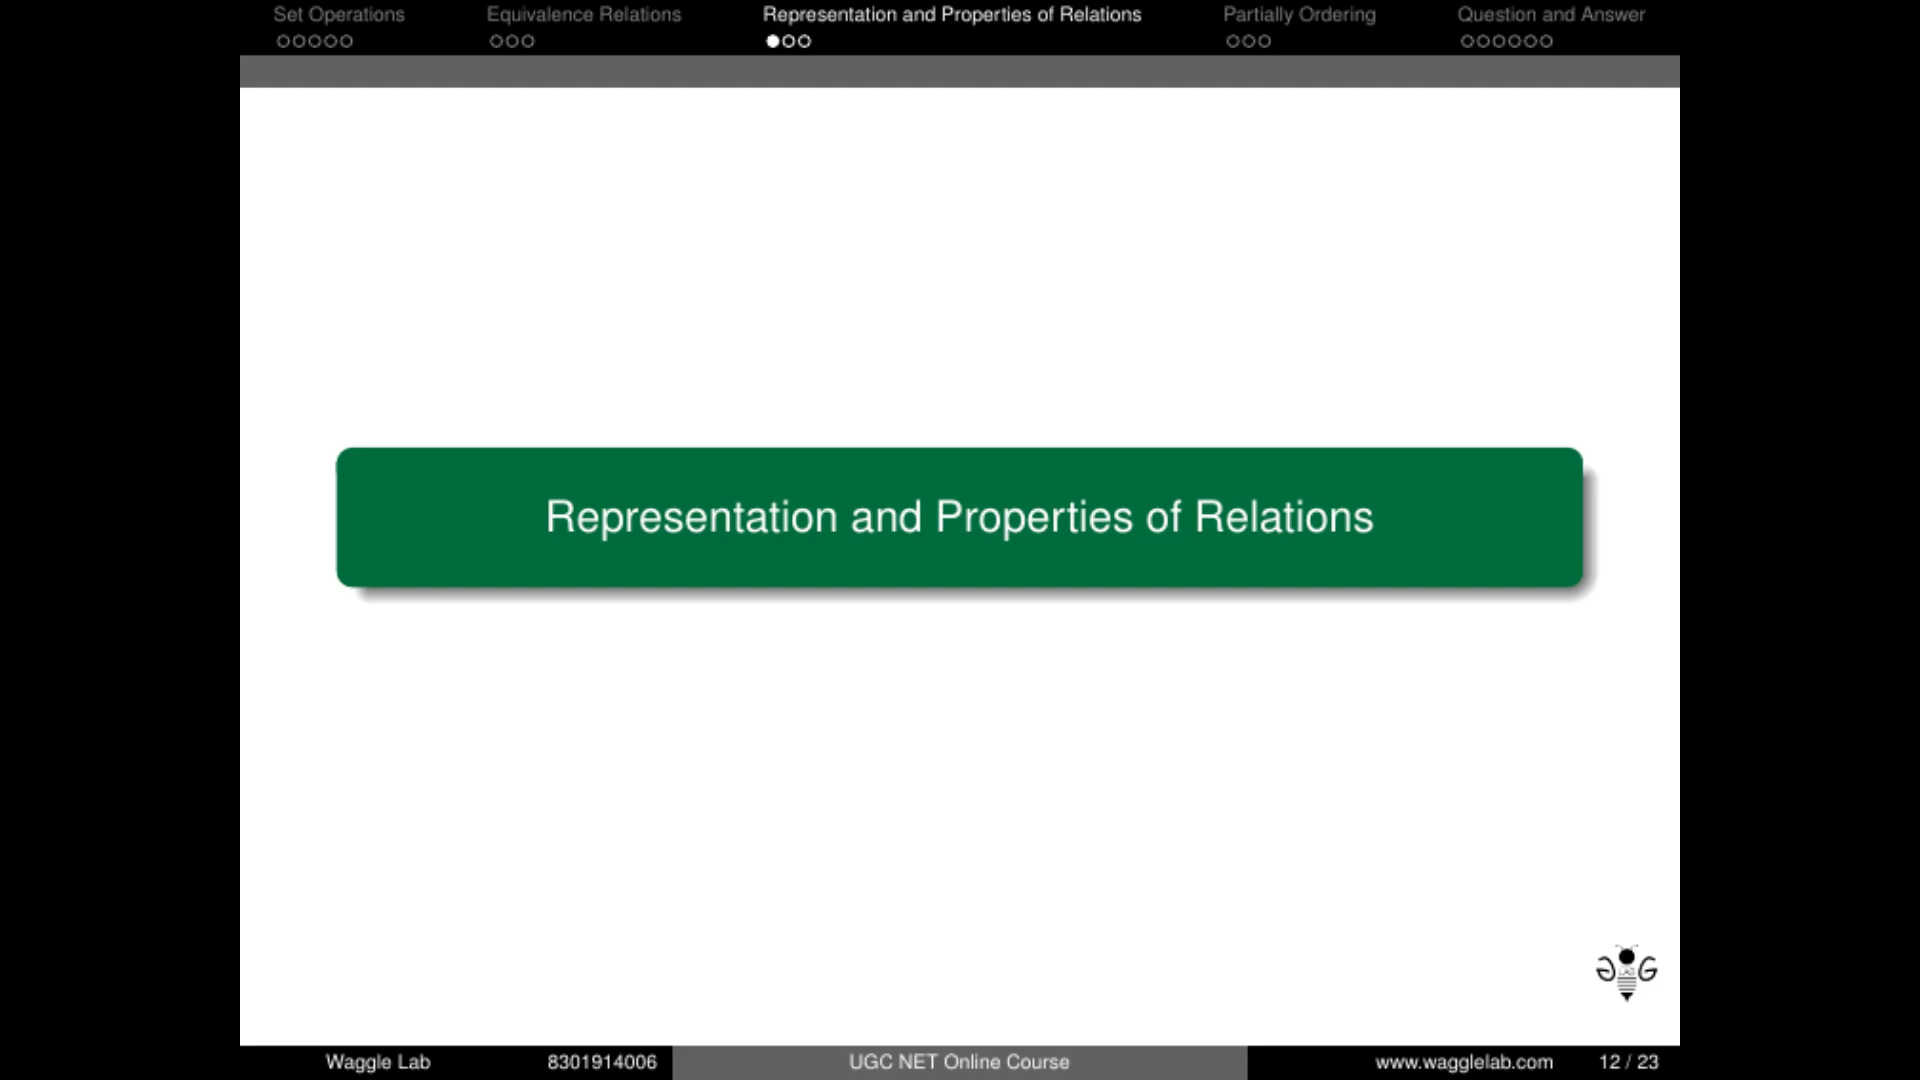 Set Operations Equivalence Relations Representation and Properties of Relations Partially Ordering Question and Answer
Representation and Properties of Relations
Waggle Lab 8301914006 UGC NET Online Course www.wagglelab.com 12 / 23